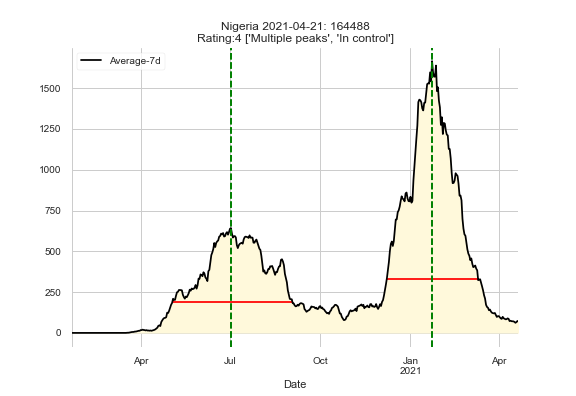 Nigeria 2021-04-21: 164488
Rating:4 ['Multiple peaks', 'In control']
Average-7d
1500
1250
1000
750
500
250
0
Apr
Jul
Oct
Jan
2021
Apr
Date